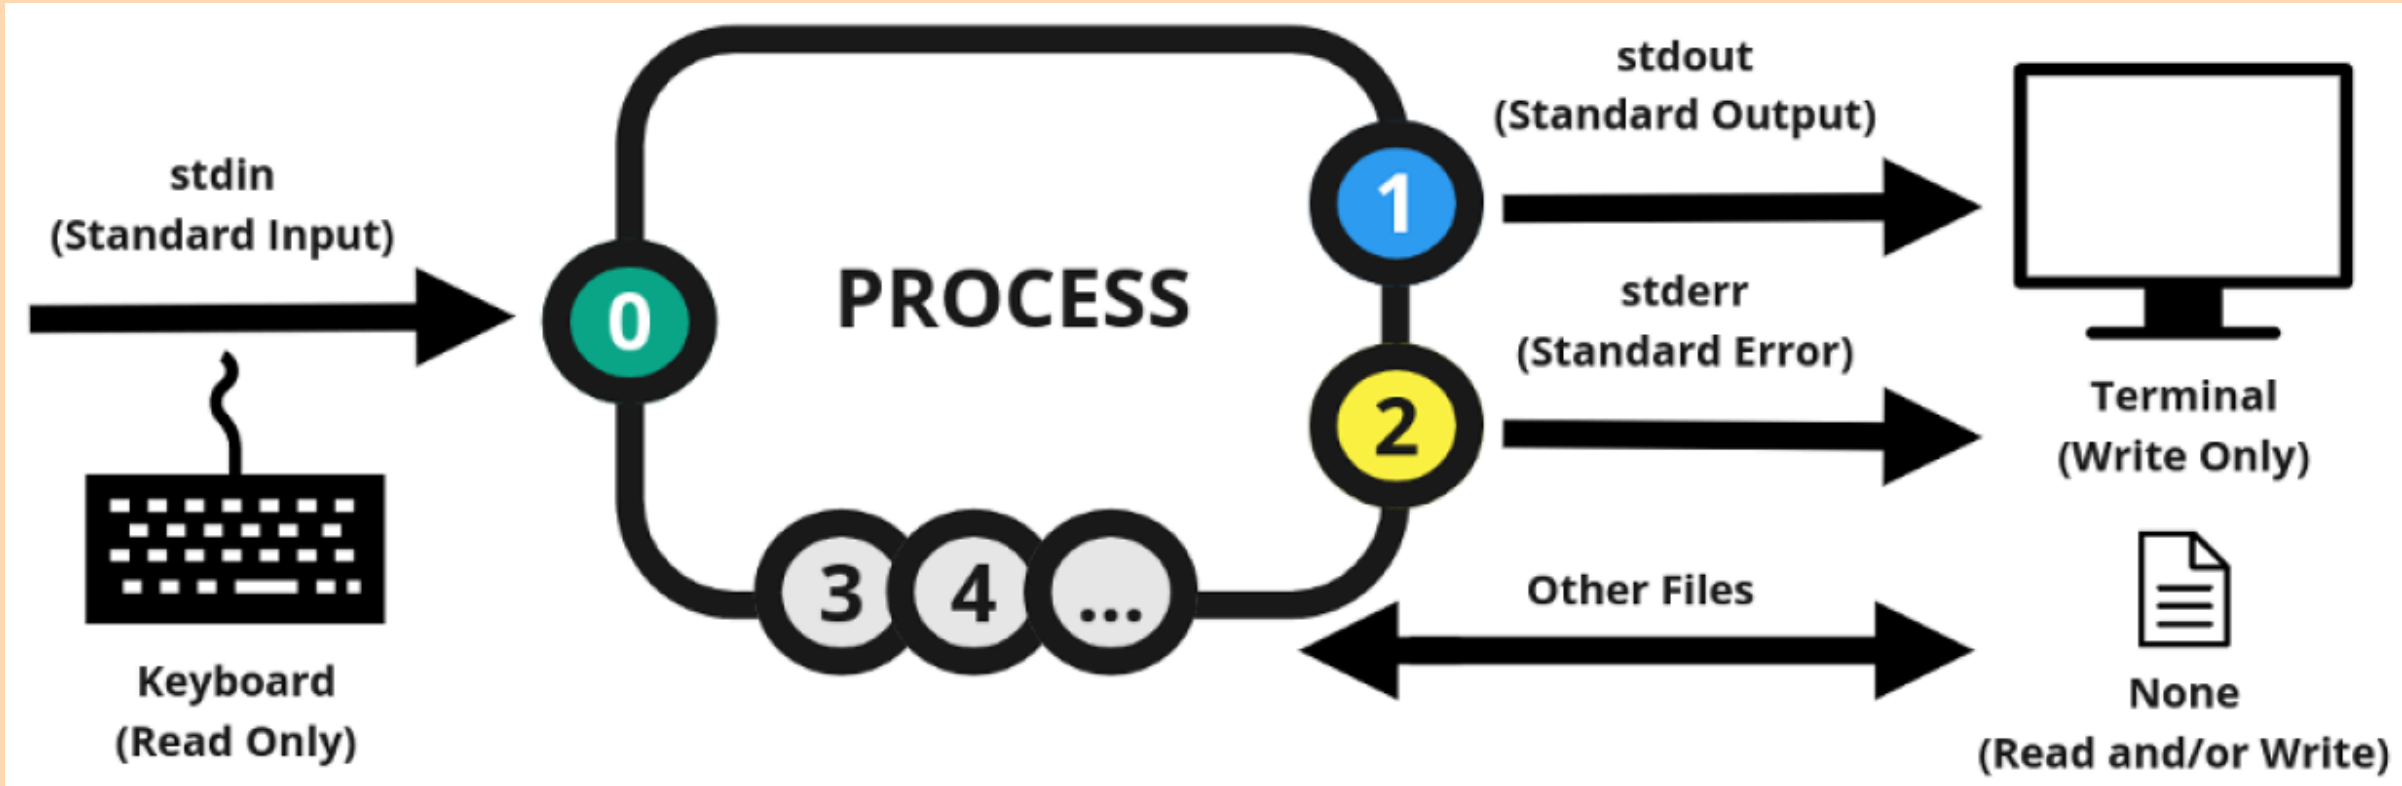 stdin
(Standard Input)
0
Keyboard
(Read Only)
PROCESS
3
4
...
1
2
stdout
(Standard Output)
stderr
(Standard Error)
Other Files
Terminal
(Write Only)
None
(Read and/or Write)